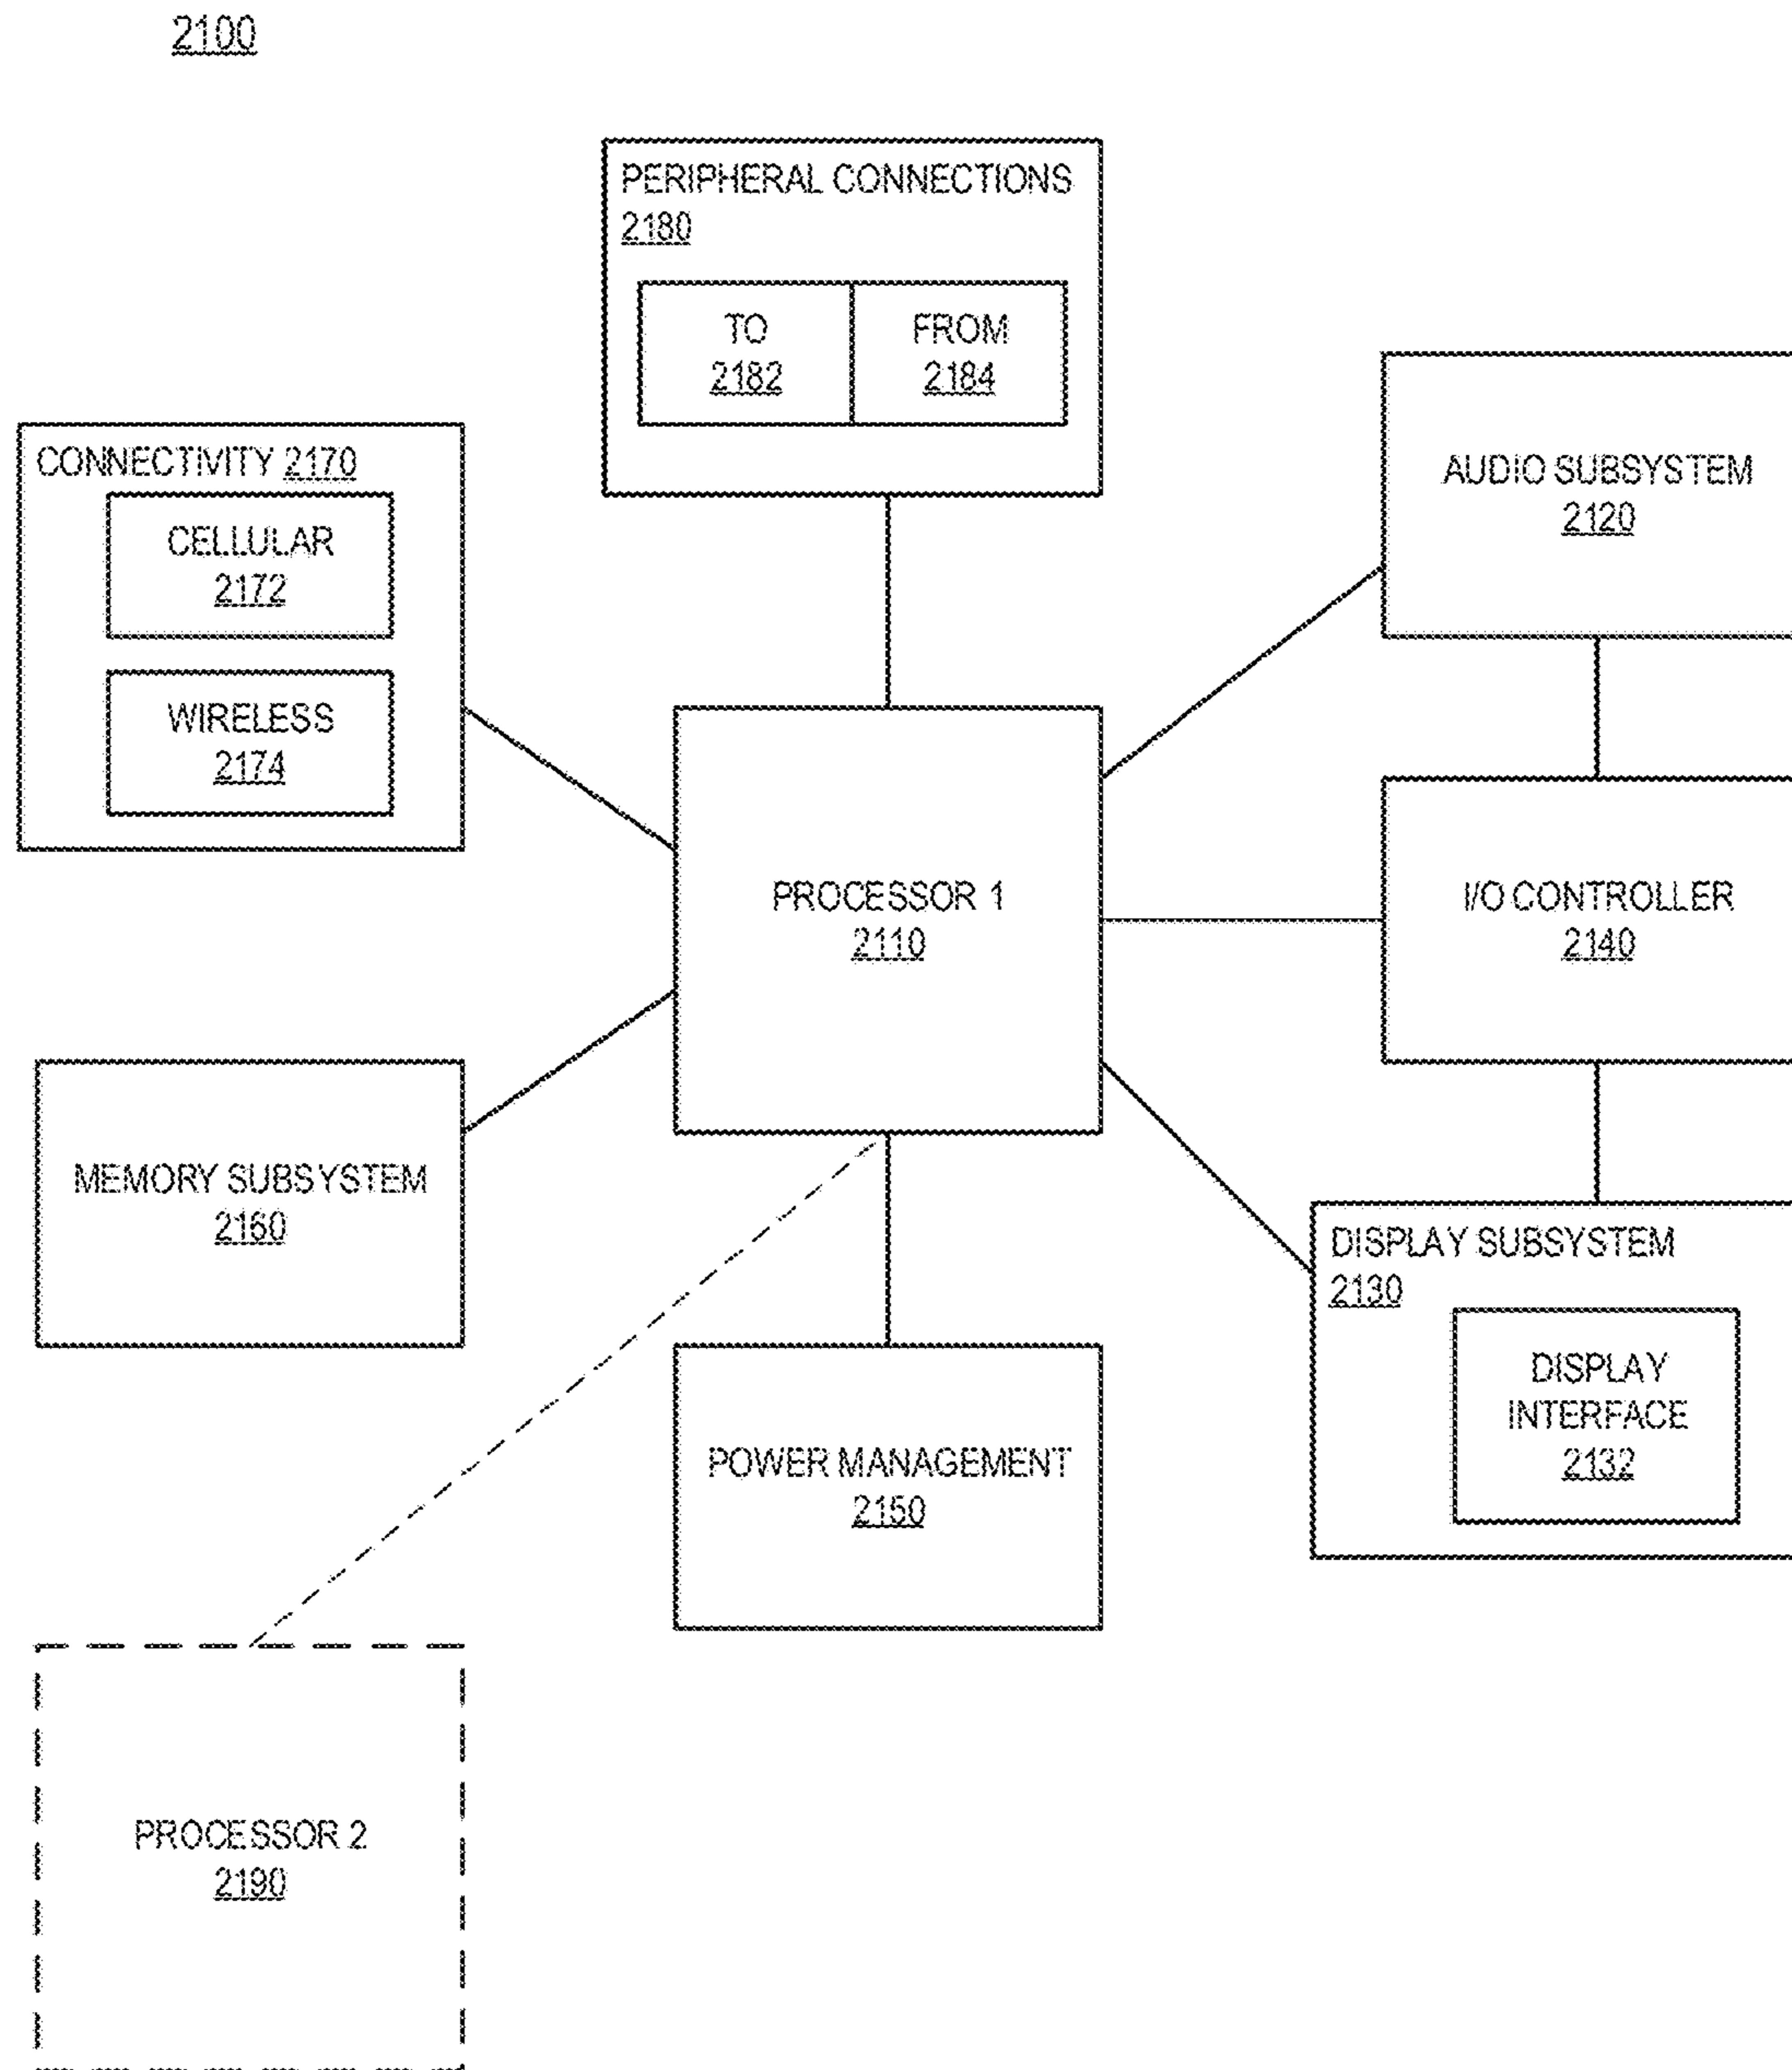 2100
PERIPHERAL CONNECTIONS
2180
TO
2182
FROM
2184
CONNECTIVITY 2170
CELLULAR
2172
WIRELESS
2174
AUDIO SUBSYSTEM
2120
PROCESSOR 1
2110
I/O CONTROLLER
2140
MEMORY SUBSYSTEM
2160
DISPLAY SUBSYSTEM
2130
DISPLAY
INTERFACE
2132
POWER MANAGEMENT
2150
PROCESSOR 2
2190